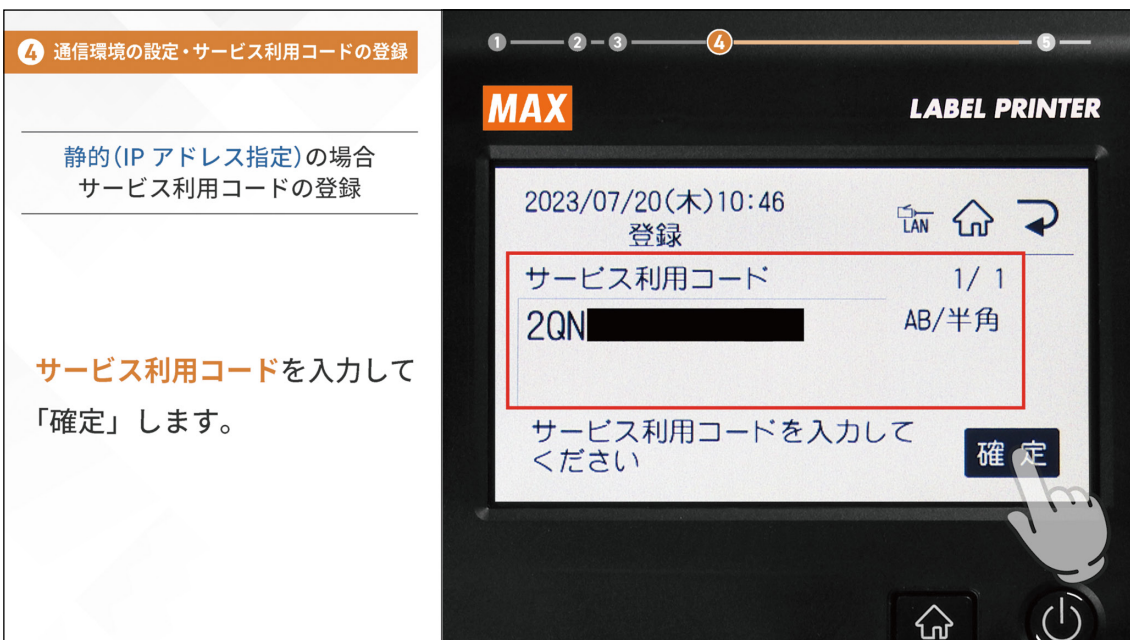 4 通信環境の設定・サービス利用コードの登録
静的(IP アドレス指定)の場合
サービス利用コードの登録
サービス利用コードを入力して
「確定」します。
1 2 3 4 5
MAX
LABEL PRINTER
2023/07/20(木)10:46
登録
LAN
サービス利用コード 1/ 1
2QN
AB/半角
サービス利用コードを入力して
ください
確定